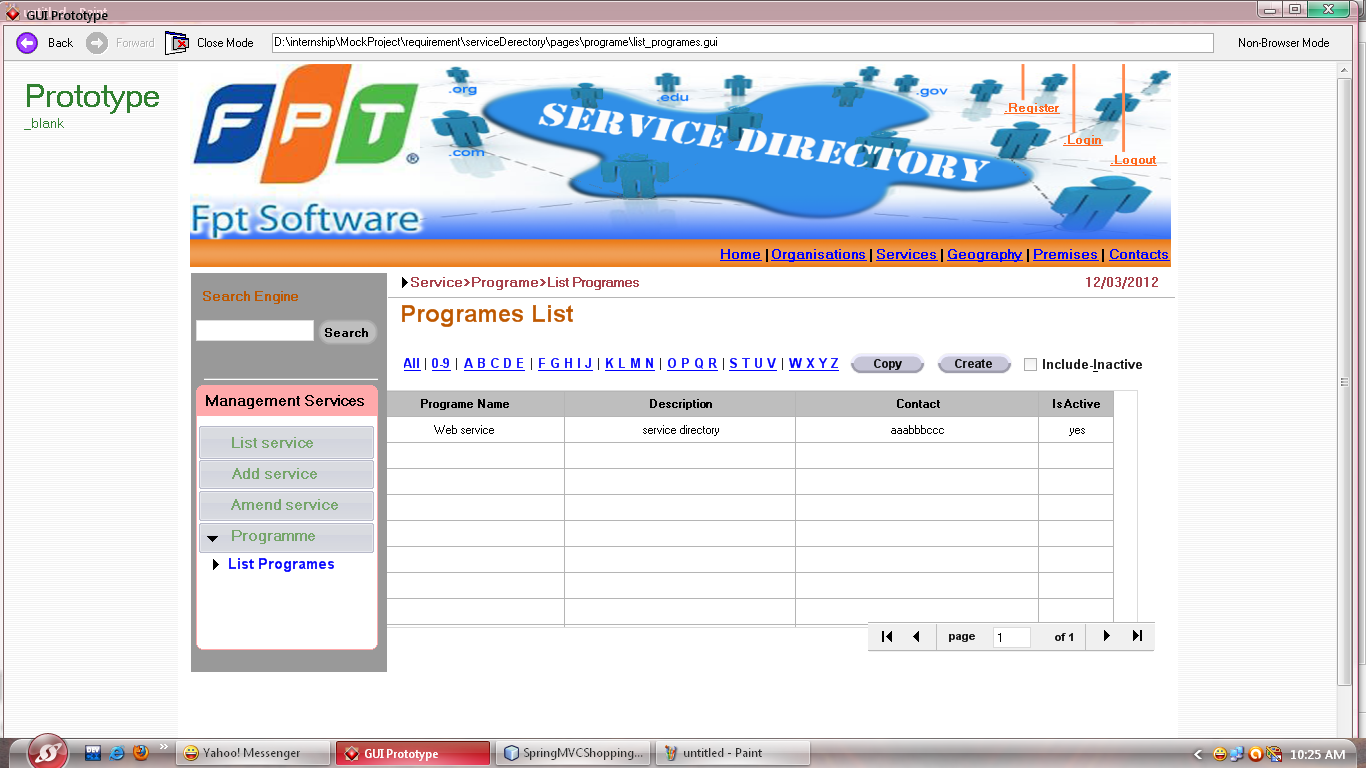 GUI Prototype
Back
Forward
Close Mode
D:\internship\MockProject\requirement\serviceDerectory\pages\programe\list_programes.gui
Non-Browser Mode
Prototype
_blank
FPT ®
Fpt Software
.org
.edu
.gov
.com
SERVICE DIRECTORY
.Register
.Login
.Logout
Home | Organisations | Services | Geography | Premises | Contacts
Search Engine
Search
Management Services
List service
Add service
Amend service
Programme
List Programes
Service>Programe>List Programes
12/03/2012
Programes List
All | 0-9 | A B C D E | F G H I J | K L M N | O P Q R | S T U V | W X Y Z
Copy
Create
Include-Inactive
Programe Name Description Contact IsActive
Web service service directory aaabbbccc yes
page 1 of 1
Yahoo! Messenger
GUI Prototype
SpringMVCShopping...
untitled - Paint
10:25 AM